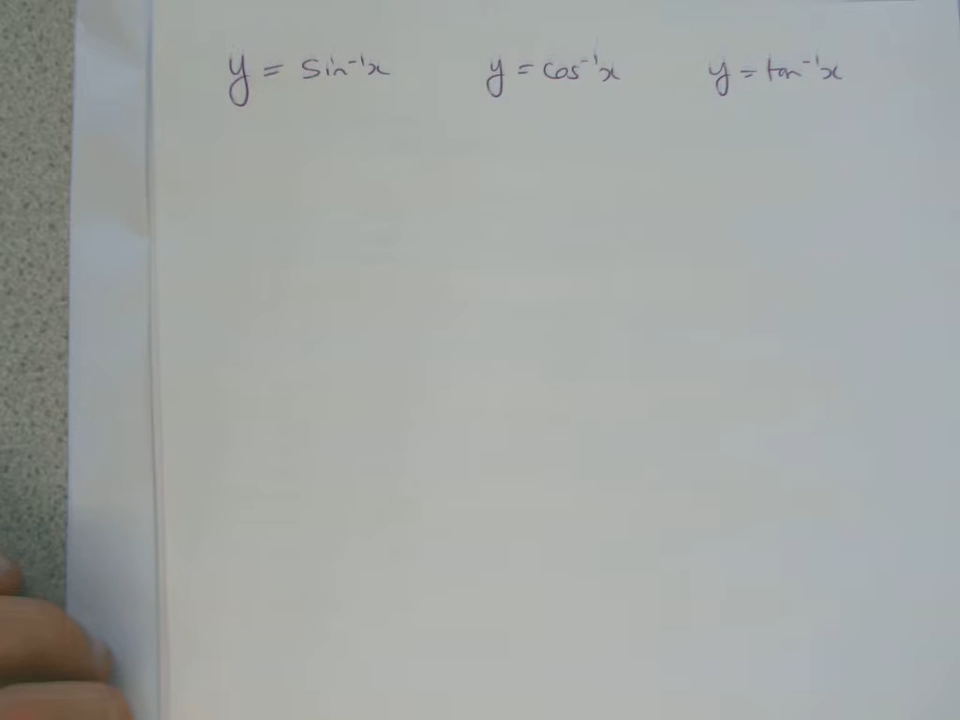 y = sin⁻¹x y = cos⁻¹x y = tan⁻¹x